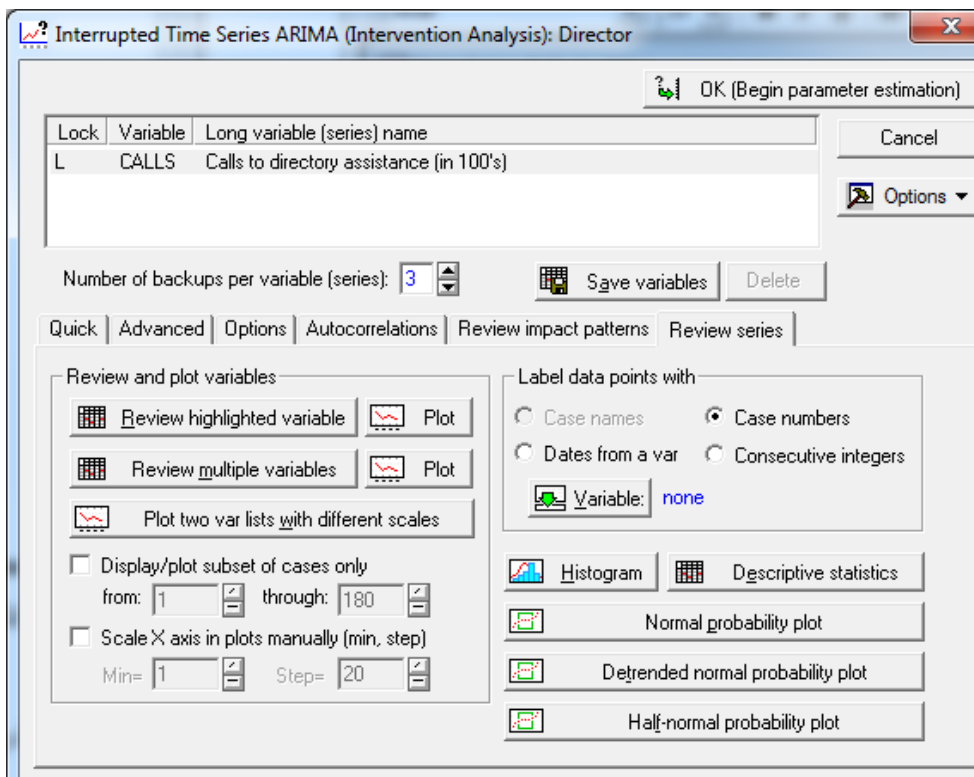 Interrupted Time Series ARIMA (Intervention Analysis): Director
OK (Begin parameter estimation)
Lock Variable Long variable (series) name
L CALLS Calls to directory assistance (in 100's)
Cancel
Options
Number of backups per variable (series): 3
Save variables
Delete
Quick
Advanced
Options
Autocorrelations
Review impact patterns
Review series
Review and plot variables
Review highlighted variable
Plot
Review multiple variables
Plot
Plot two var lists with different scales
Display/plot subset of cases only
from: 1 through: 180
Scale X axis in plots manually (min, step)
Min= 1 Step= 20
Label data points with
Case names
Case numbers
Dates from a var
Consecutive integers
Variable: none
Histogram
Descriptive statistics
Normal probability plot
Detrended normal probability plot
Half-normal probability plot